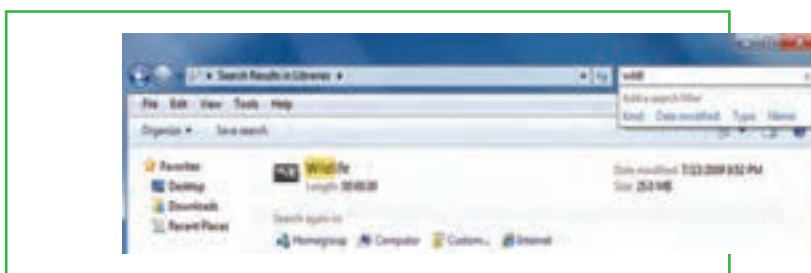 Search Results in Libraries
File Edit View Tools Help
Add a search filter
Kind: Date modified: Type: Name:
Organize Save search
Favorites
Desktop
Downloads
Recent Places
Wildlife
Length: 00:00:30
Date modified: 7/13/2009 9:52 PM
Size: 25.0 MB
Search again in:
Homegroup Computer Custom... Internet